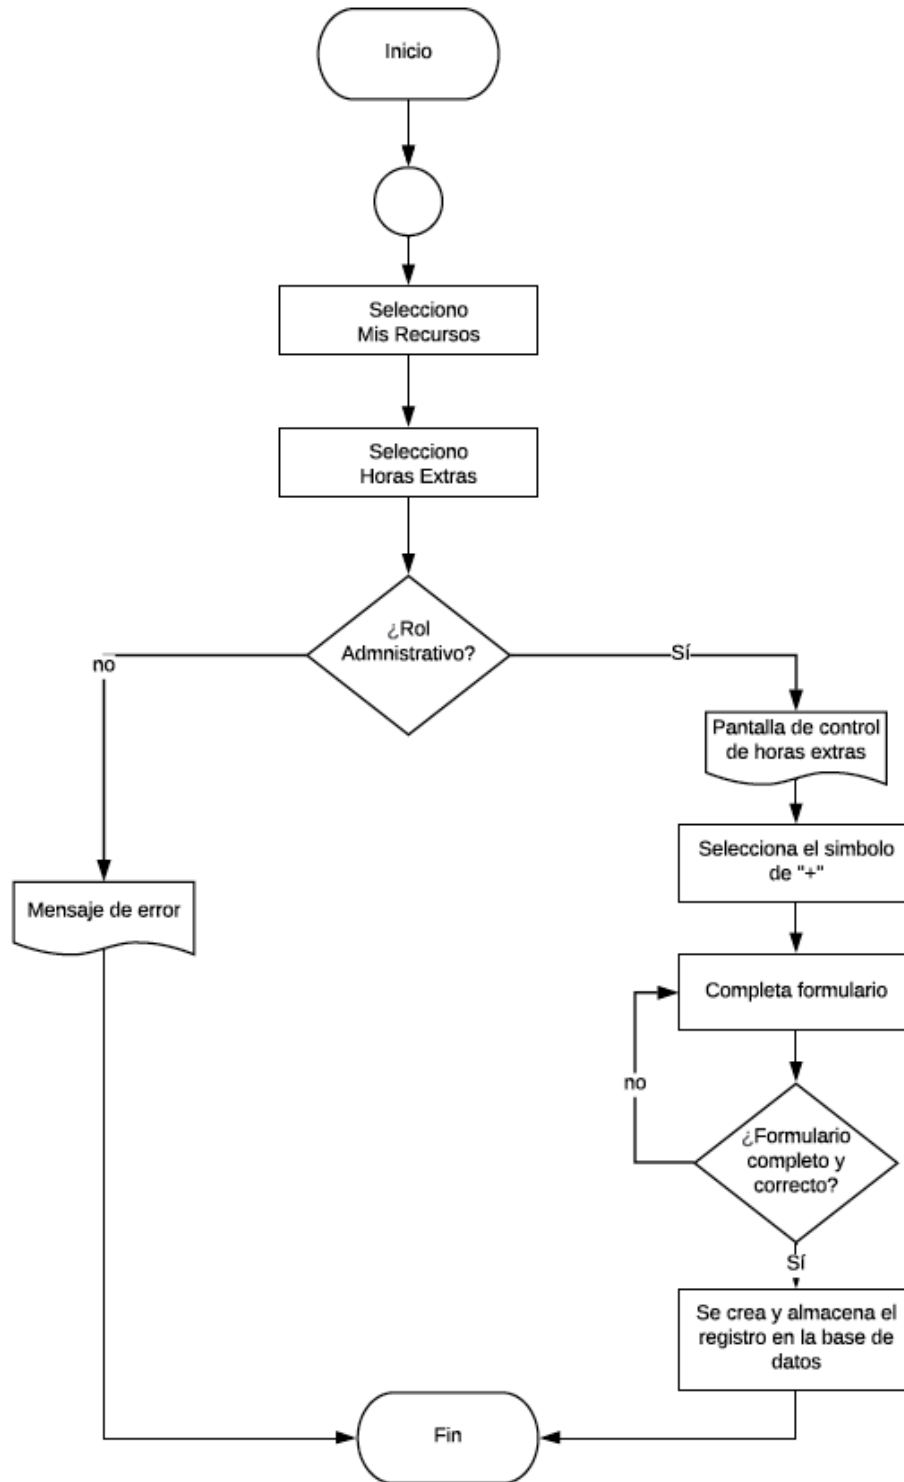 Inicio
Selecciono
Mis Recursos
Selecciono
Horas Extras
¿Rol
Admnistrativo?
no
Sí
Pantalla de control
de horas extras
Selecciona el simbolo
de "+"
Mensaje de error
Completa formulario
no
¿Formulario
completo y
correcto?
Sí
Se crea y almacena el
registro en la base de
datos
Fin